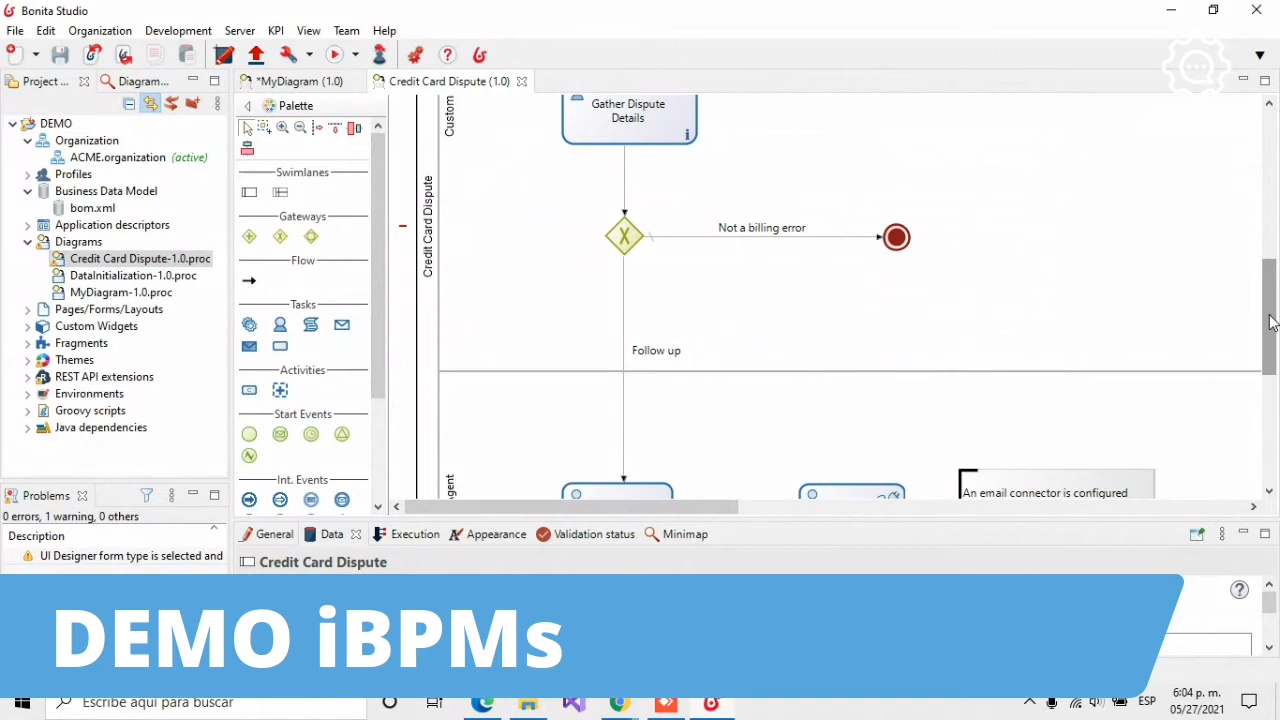 Bonita Studio
File Edit Organization Development Server KPI View Team Help
Project ... Diagram...
*MyDiagram (1.0)
Credit Card Dispute (1.0)
Palette
DEMO
Organization
ACME.organization (active)
Profiles
Business Data Model
bom.xml
Application descriptors
Diagrams
Credit Card Dispute-1.0.proc
DataInitialization-1.0.proc
MyDiagram-1.0.proc
Pages/Forms/Layouts
Custom Widgets
Fragments
Themes
REST API extensions
Environments
Groovy scripts
Java dependencies
Swimlanes
Gateways
Flow
Tasks
Activities
Start Events
Int. Events
Custom
Credit Card Dispute
Gather Dispute
Details
Not a billing error
Follow up
gent
An email connector is configured
Problems
0 errors, 1 warning, 0 others
Description
UI Designer form type is selected and
General Data Execution Appearance Validation status Minimap
Credit Card Dispute
DEMO iBPMs
Escribe aquí para buscar
ESP
6:04 p. m.
05/27/2021